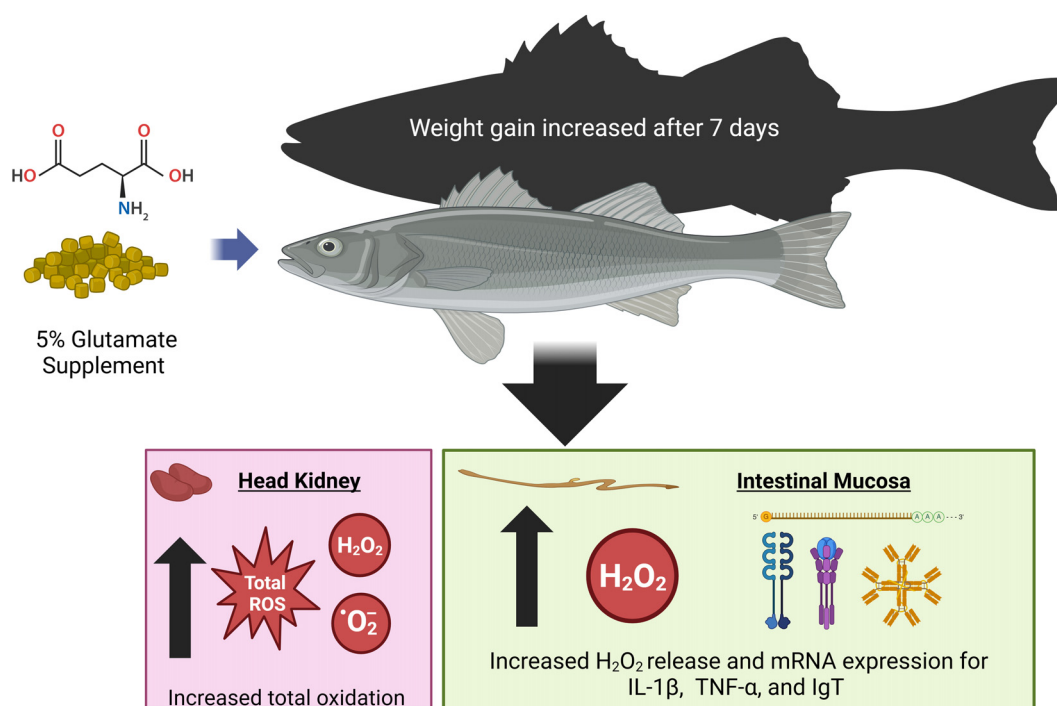 Weight gain increased after 7 days
O O
HO OH
NH₂
5% Glutamate
Supplement
Head Kidney
Total
ROS
H₂O₂
•O₂⁻
Increased total oxidation
Intestinal Mucosa
5' G A A A 3'
H₂O₂
Increased H₂O₂ release and mRNA expression for
IL-1β, TNF-α, and IgT